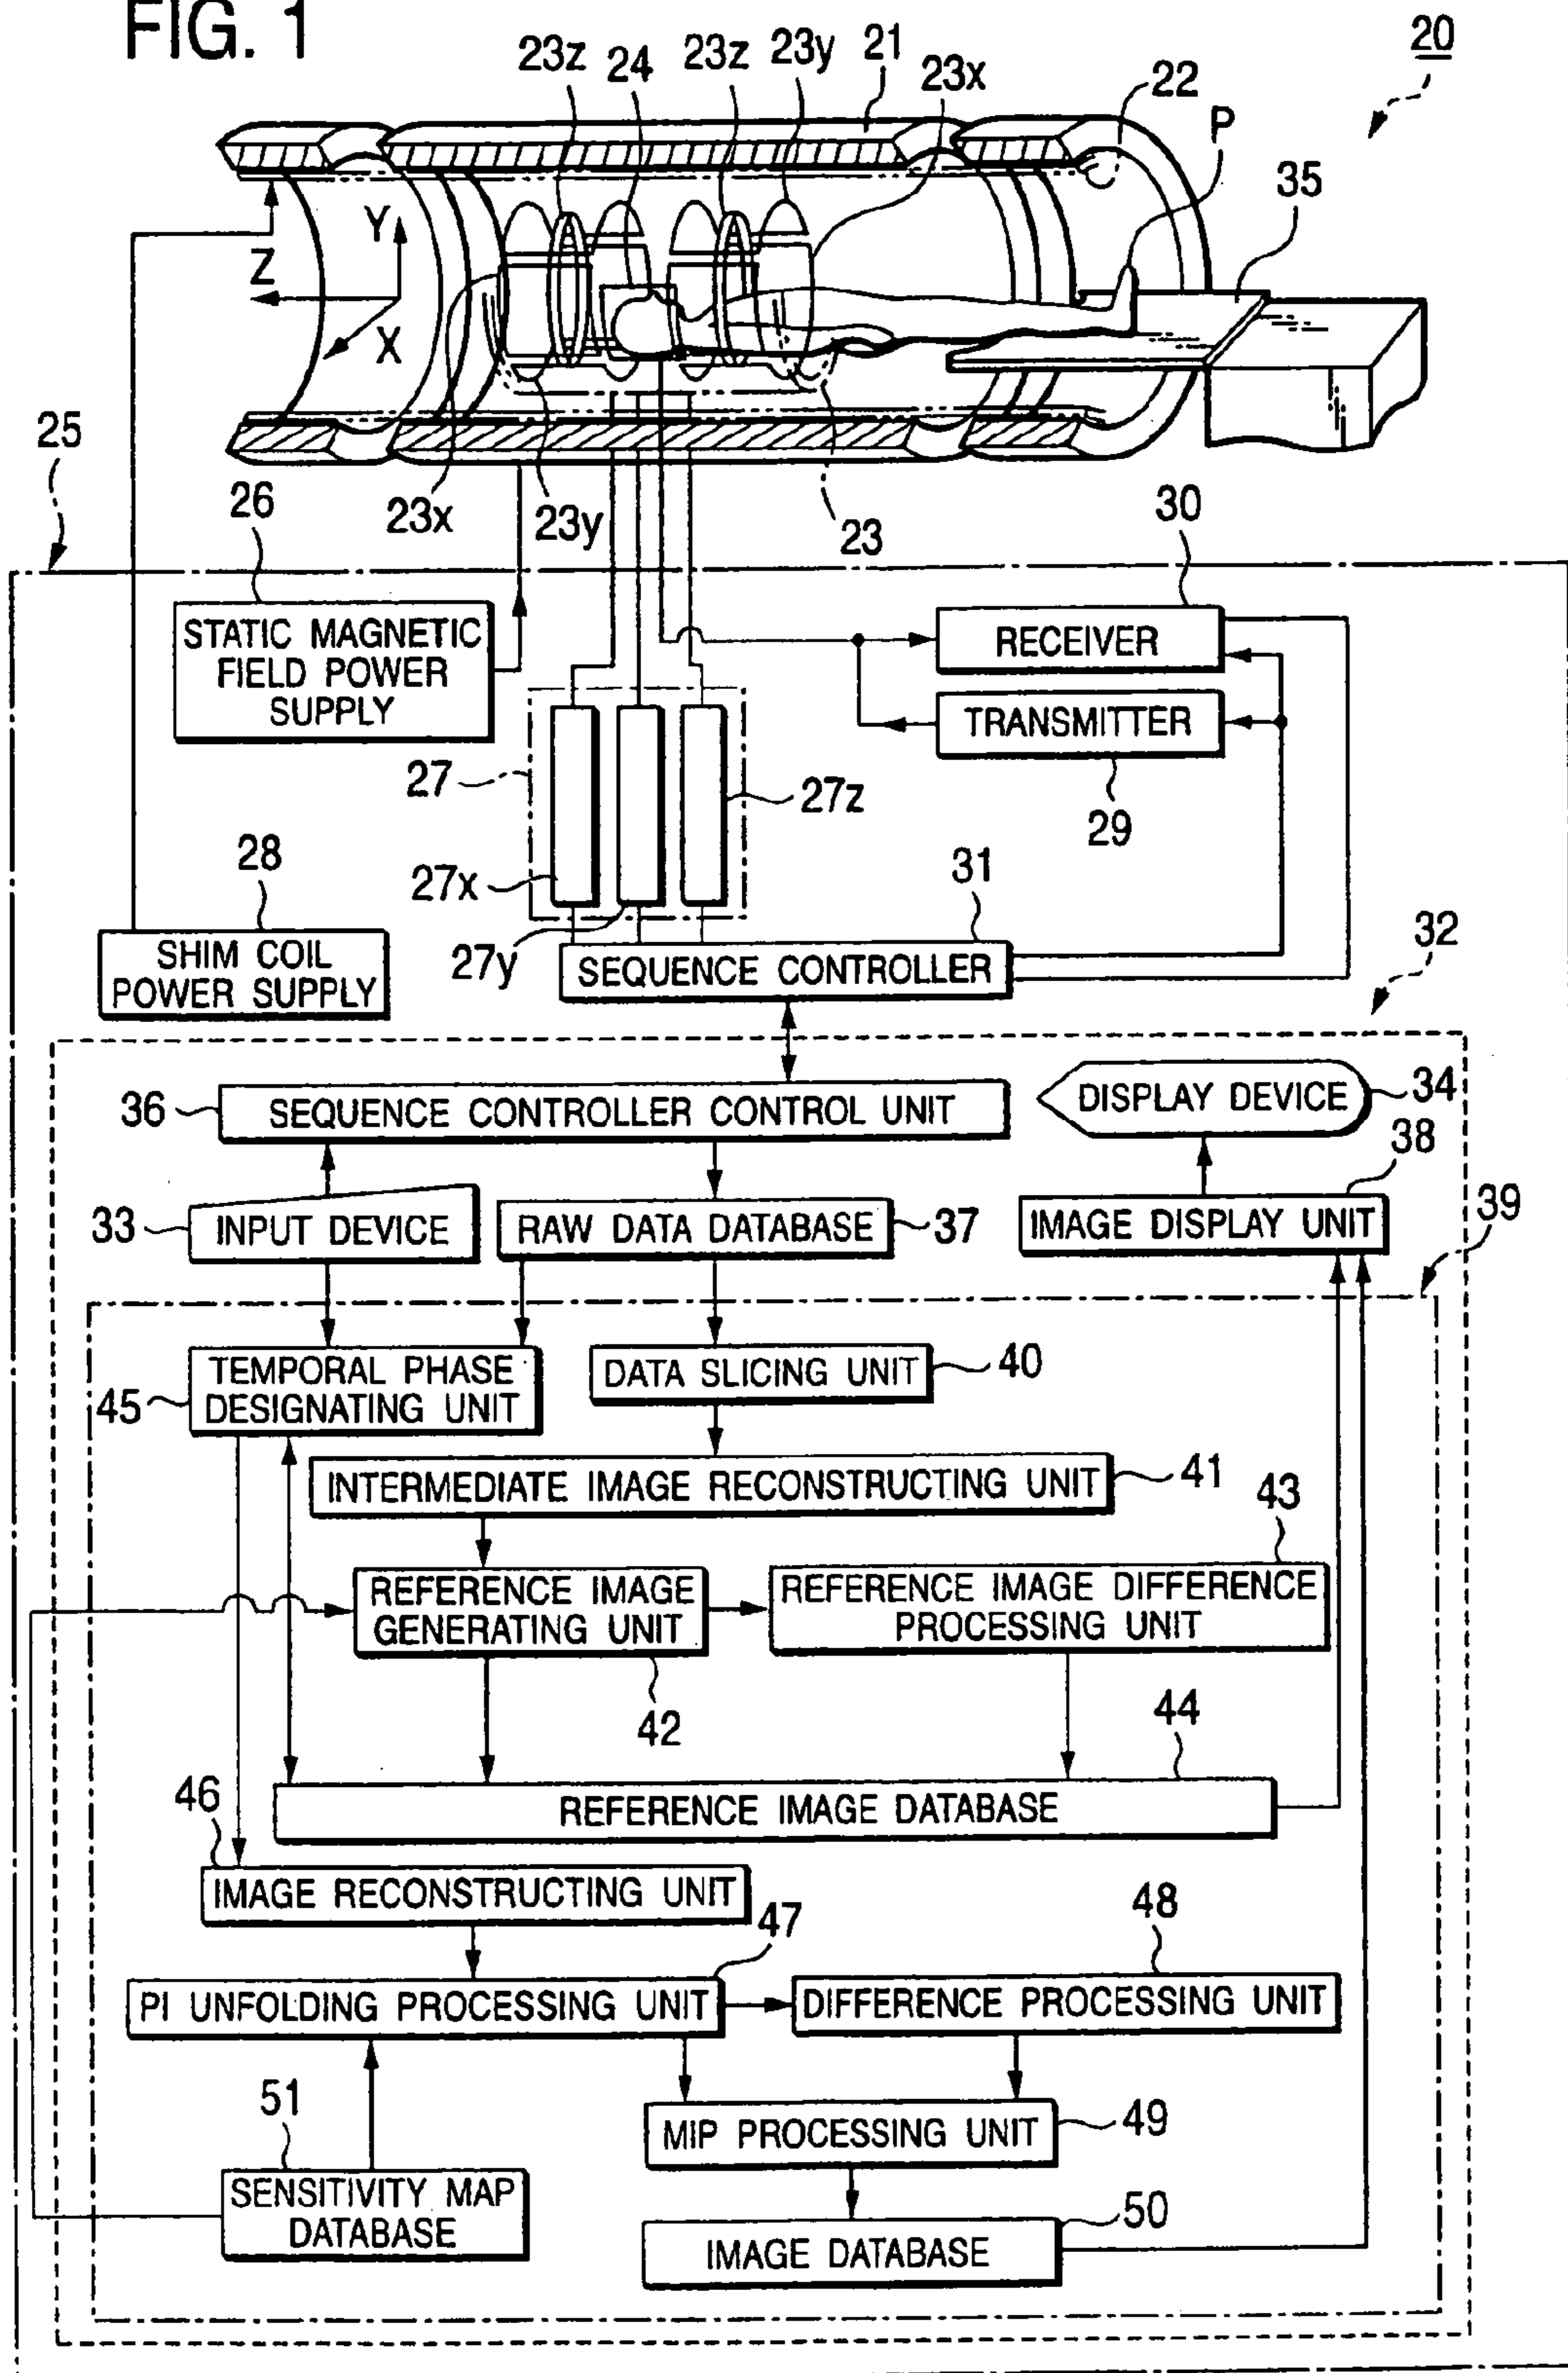 FIG. 1
20
23z 24 23z 23y 21 23x 22 P 35
Y
Z
X
25
26 23x 23y 23 30
STATIC MAGNETIC
FIELD POWER
SUPPLY
RECEIVER
TRANSMITTER
29
27
27z
27x
27y
28
SHIM COIL
POWER SUPPLY
31
SEQUENCE CONTROLLER
32
36
SEQUENCE CONTROLLER CONTROL UNIT
DISPLAY DEVICE
34
38
33
INPUT DEVICE
RAW DATA DATABASE
37
IMAGE DISPLAY UNIT
39
45
TEMPORAL PHASE
DESIGNATING UNIT
DATA SLICING UNIT
40
INTERMEDIATE IMAGE RECONSTRUCTING UNIT
41
43
REFERENCE IMAGE
GENERATING UNIT
42
REFERENCE IMAGE DIFFERENCE
PROCESSING UNIT
44
REFERENCE IMAGE DATABASE
46
IMAGE RECONSTRUCTING UNIT
47
48
PI UNFOLDING PROCESSING UNIT
DIFFERENCE PROCESSING UNIT
51
MIP PROCESSING UNIT
49
SENSITIVITY MAP
DATABASE
50
IMAGE DATABASE